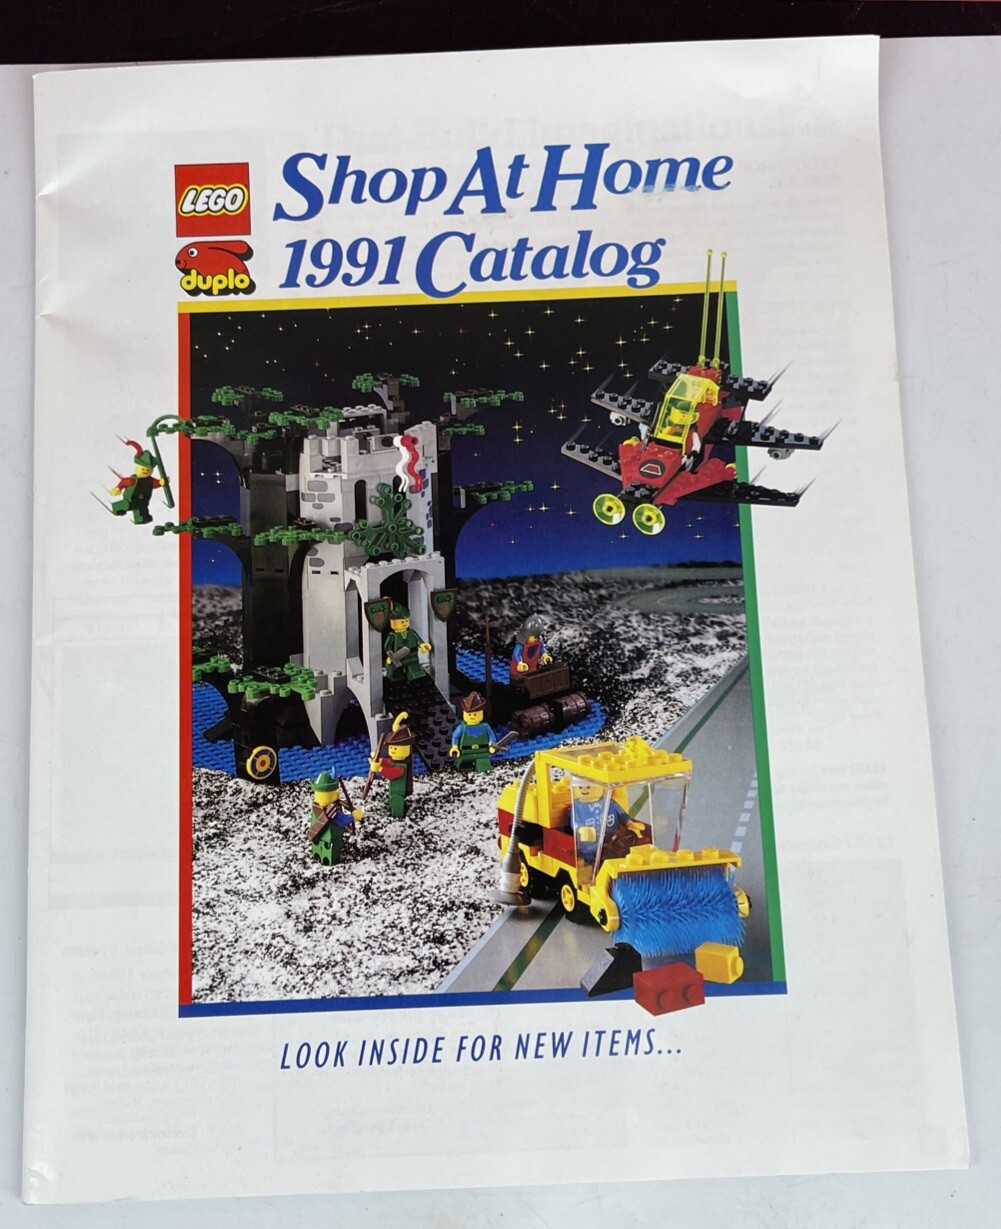 LEGO
duplo
Shop At Home
1991 Catalog
LOOK INSIDE FOR NEW ITEMS...